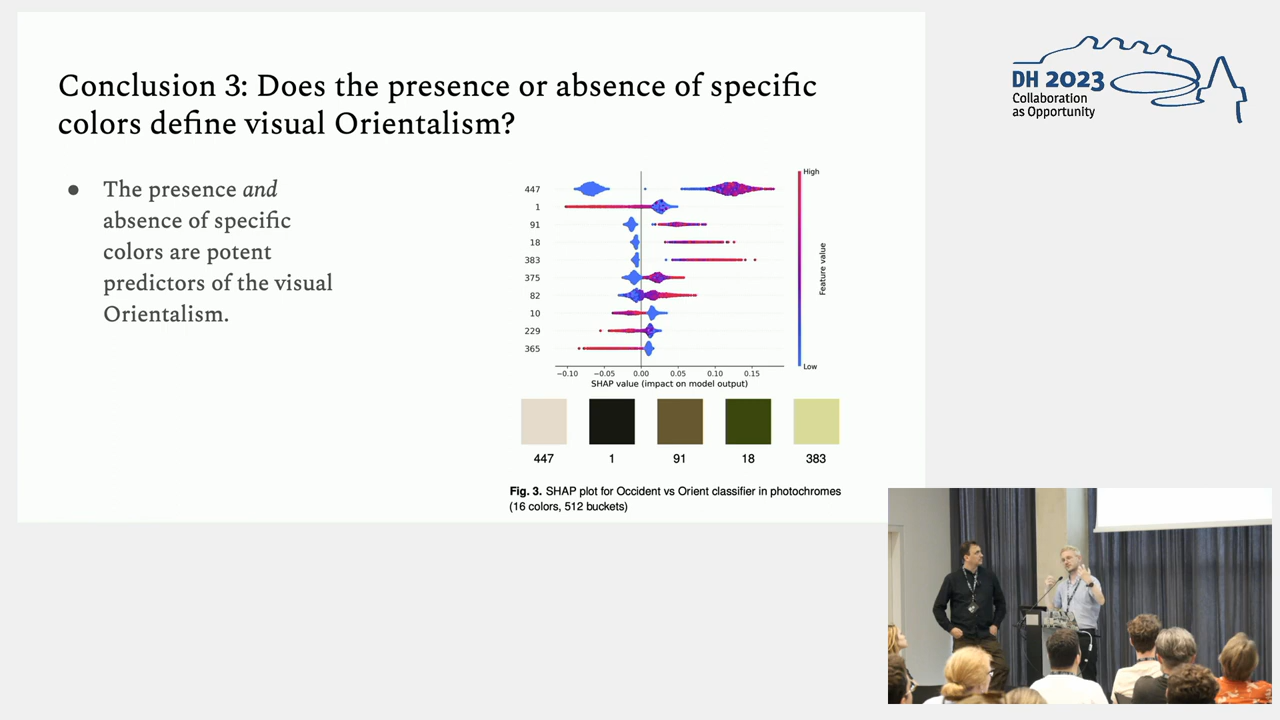 Conclusion 3: Does the presence or absence of specific
colors define visual Orientalism?
● The presence and
absence of specific
colors are potent
predictors of the visual
Orientalism.
447
1
91
18
383
375
82
10
229
365
−0.10 −0.05 0.00 0.05 0.10 0.15
SHAP value (impact on model output)
High
Feature value
Low
447 1 91 18 383
Fig. 3. SHAP plot for Occident vs Orient classifier in photochromes
(16 colors, 512 buckets)
DH 2023
Collaboration
as Opportunity